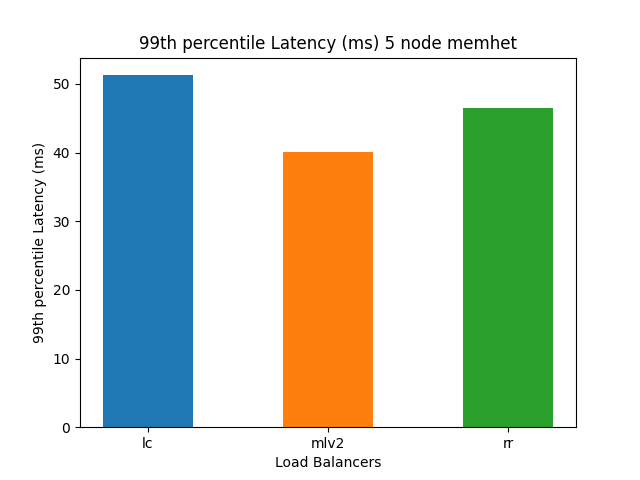 99th percentile Latency (ms) 5 node memhet
99th percentile Latency (ms)
50
40
30
20
10
0
lc
mlv2
rr
Load Balancers